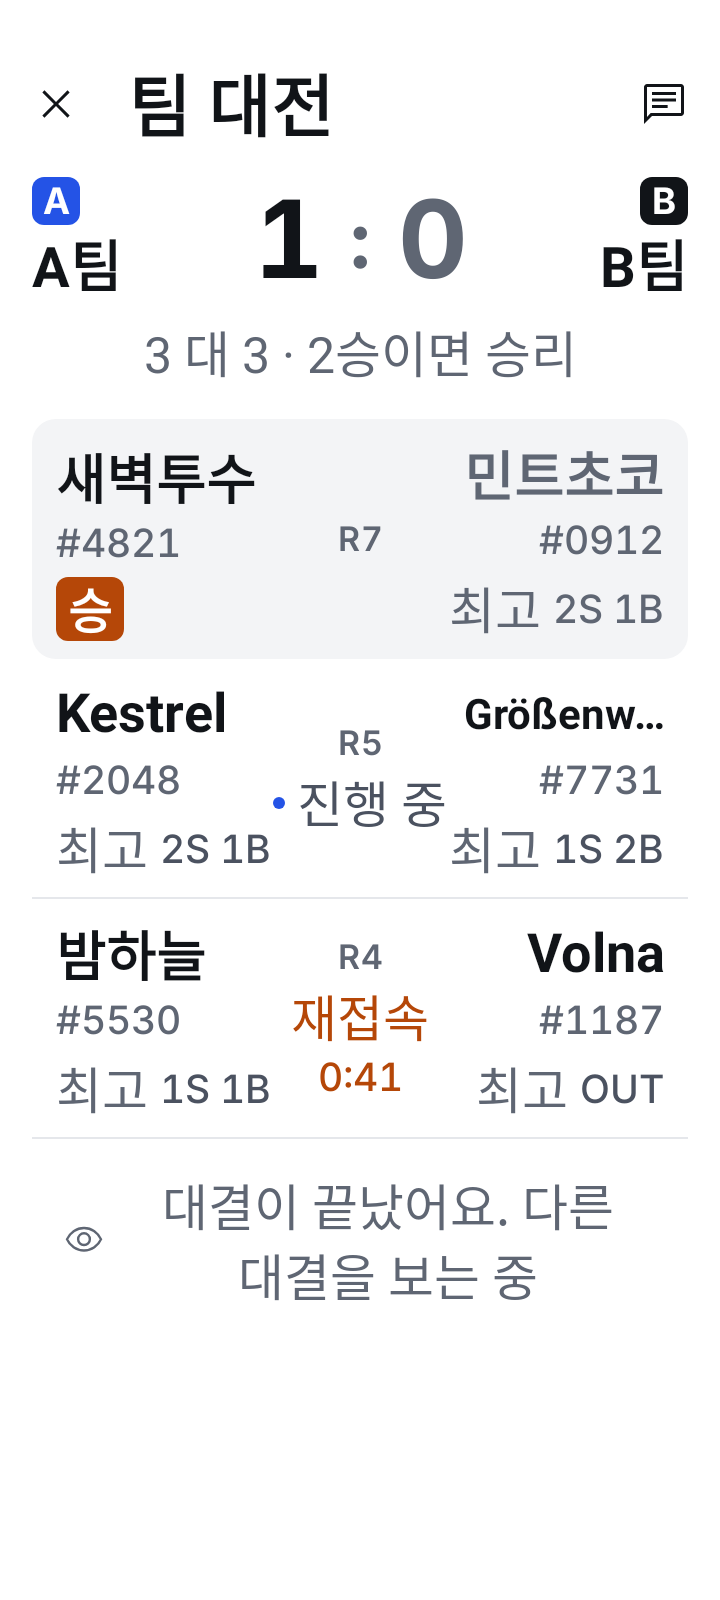 팀 대전
A
B
1 : 0
A팀
B팀
3 대 3 · 2승이면 승리
새벽투수
민트초코
#4821
R7
#0912
승
최고 2S 1B
Kestrel
Größenw...
R5
#2048
#7731
진행 중
최고 2S 1B
최고 1S 2B
밤하늘
R4
Volna
#5530
재접속
#1187
최고 1S 1B
0:41
최고 OUT
대결이 끝났어요. 다른
대결을 보는 중